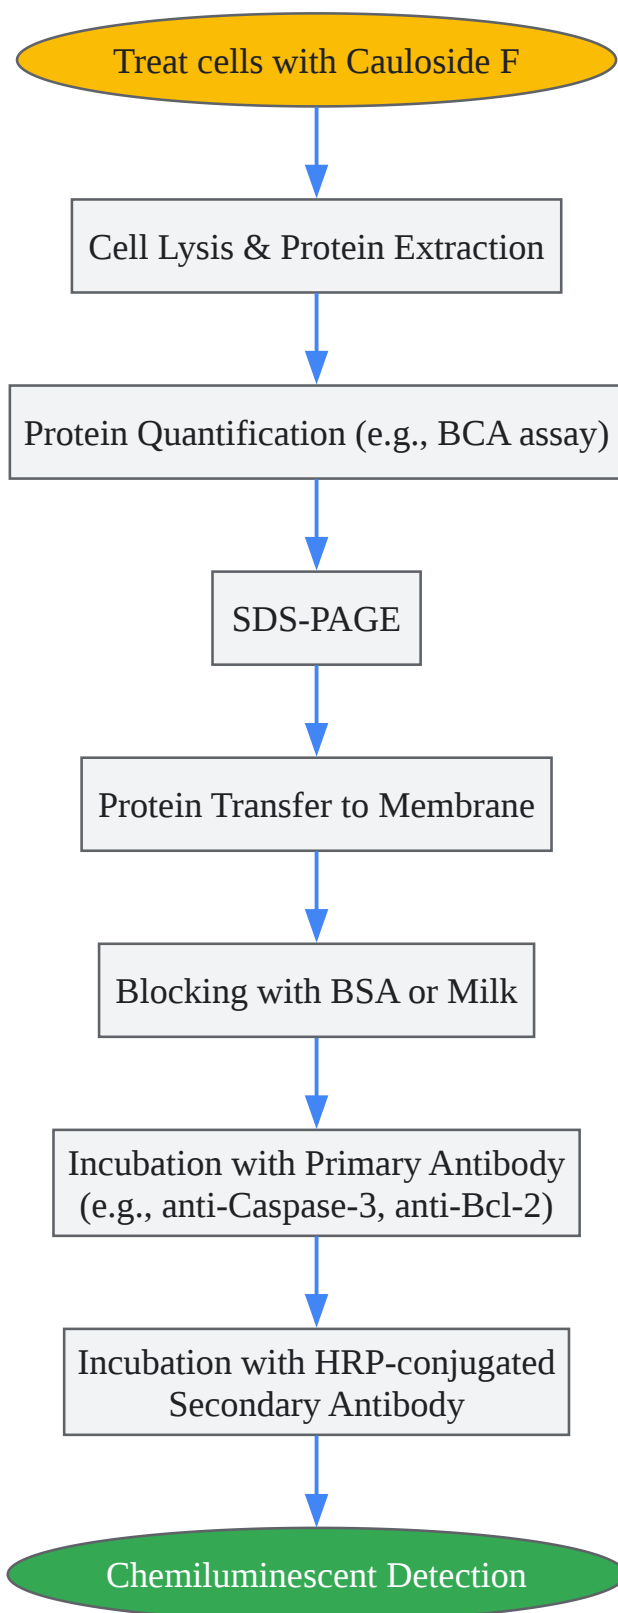 Treat cells with Cauloside F
Cell Lysis & Protein Extraction
Protein Quantification (e.g., BCA assay)
SDS-PAGE
Protein Transfer to Membrane
Blocking with BSA or Milk
Incubation with Primary Antibody
(e.g., anti-Caspase-3, anti-Bcl-2)
Incubation with HRP-conjugated
Secondary Antibody
Chemiluminescent Detection